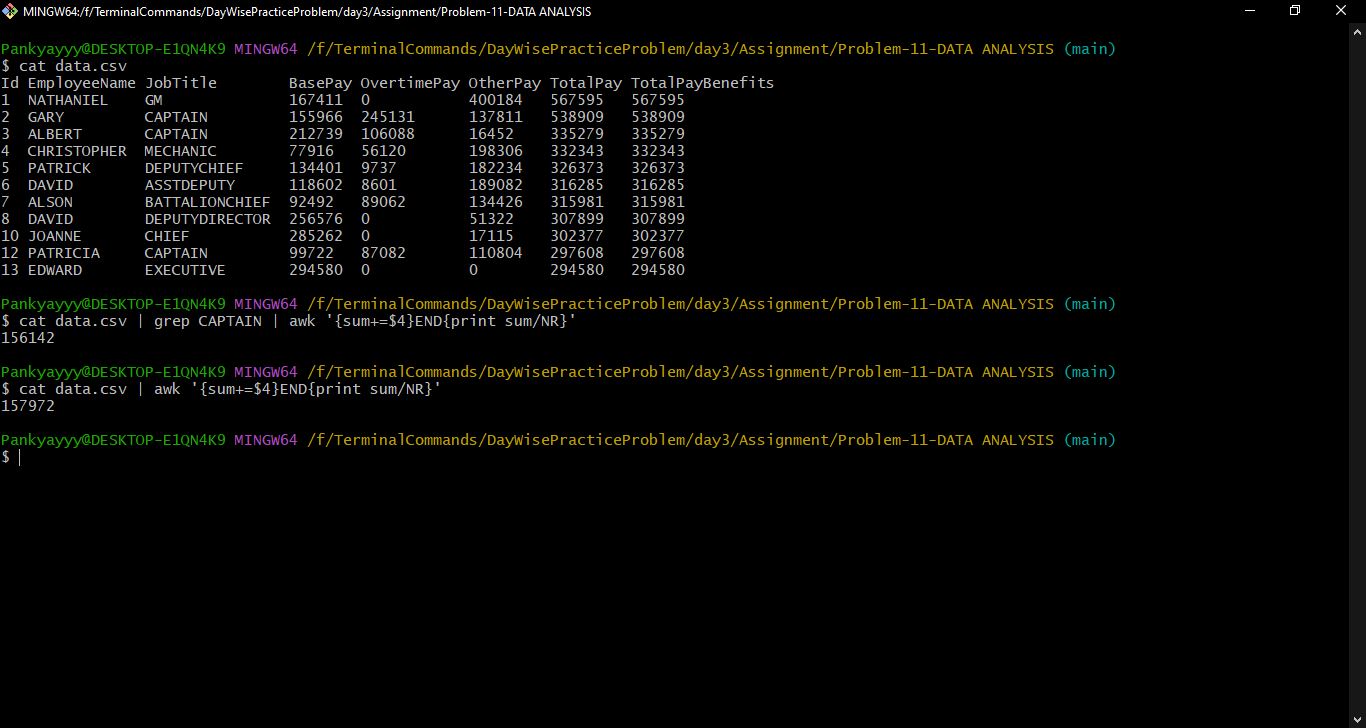 MINGW64:/f/TerminalCommands/DayWisePracticeProblem/day3/Assignment/Problem-11-DATA ANALYSIS
Pankyayyy@DESKTOP-E1QN4K9 MINGW64 /f/TerminalCommands/DayWisePracticeProblem/day3/Assignment/Problem-11-DATA ANALYSIS (main)
$ cat data.csv
Id EmployeeName JobTitle        BasePay OvertimePay OtherPay TotalPay TotalPayBenefits
1  NATHANIEL    GM              167411  0           400184   567595   567595
2  GARY         CAPTAIN         155966  245131      137811   538909   538909
3  ALBERT       CAPTAIN         212739  106088      16452    335279   335279
4  CHRISTOPHER  MECHANIC        77916   56120       198306   332343   332343
5  PATRICK      DEPUTYCHIEF     134401  9737        182234   326373   326373
6  DAVID        ASSTDEPUTY      118602  8601        189082   316285   316285
7  ALSON        BATTALIONCHIEF  92492   89062       134426   315981   315981
8  DAVID        DEPUTYDIRECTOR  256576  0           51322    307899   307899
10 JOANNE       CHIEF           285262  0           17115    302377   302377
12 PATRICIA     CAPTAIN         99722   87082       110804   297608   297608
13 EDWARD       EXECUTIVE       294580  0           0        294580   294580
Pankyayyy@DESKTOP-E1QN4K9 MINGW64 /f/TerminalCommands/DayWisePracticeProblem/day3/Assignment/Problem-11-DATA ANALYSIS (main)
$ cat data.csv | grep CAPTAIN | awk '{sum+=$4}END{print sum/NR}'
156142
Pankyayyy@DESKTOP-E1QN4K9 MINGW64 /f/TerminalCommands/DayWisePracticeProblem/day3/Assignment/Problem-11-DATA ANALYSIS (main)
$ cat data.csv | awk '{sum+=$4}END{print sum/NR}'
157972
Pankyayyy@DESKTOP-E1QN4K9 MINGW64 /f/TerminalCommands/DayWisePracticeProblem/day3/Assignment/Problem-11-DATA ANALYSIS (main)
$